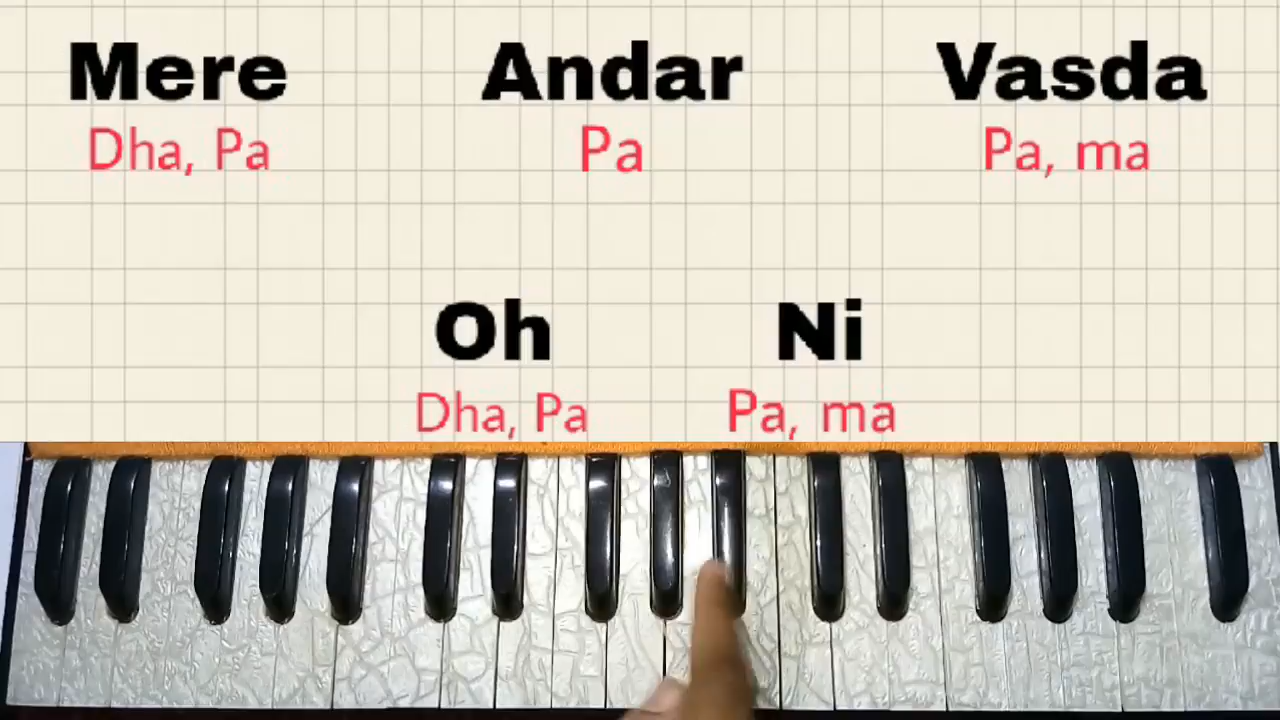 Mere Andar Vasda
Dha, Pa Pa Pa, ma
Oh Ni
Dha, Pa Pa, ma